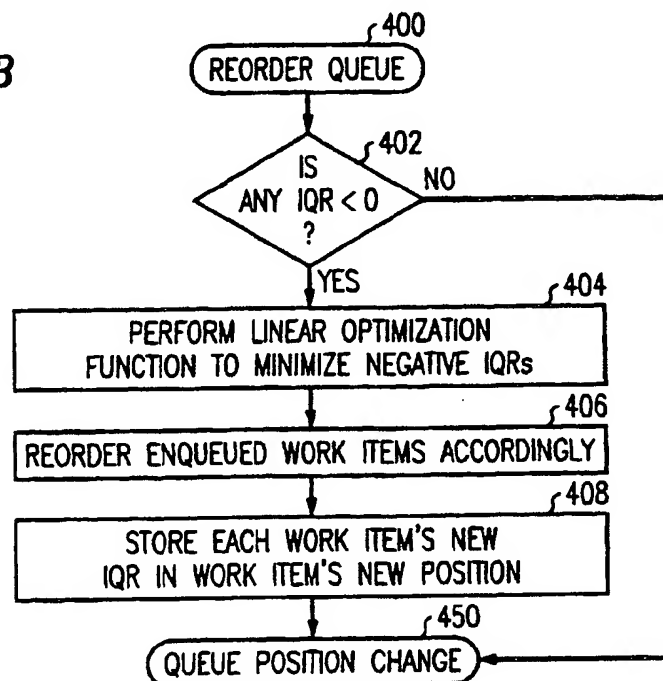 B
400
REORDER QUEUE
402
IS
ANY IQR < 0
?
NO
YES
404
PERFORM LINEAR OPTIMIZATION
FUNCTION TO MINIMIZE NEGATIVE IQRs
406
REORDER ENQUEUED WORK ITEMS ACCORDINGLY
408
STORE EACH WORK ITEM'S NEW
IQR IN WORK ITEM'S NEW POSITION
450
QUEUE POSITION CHANGE